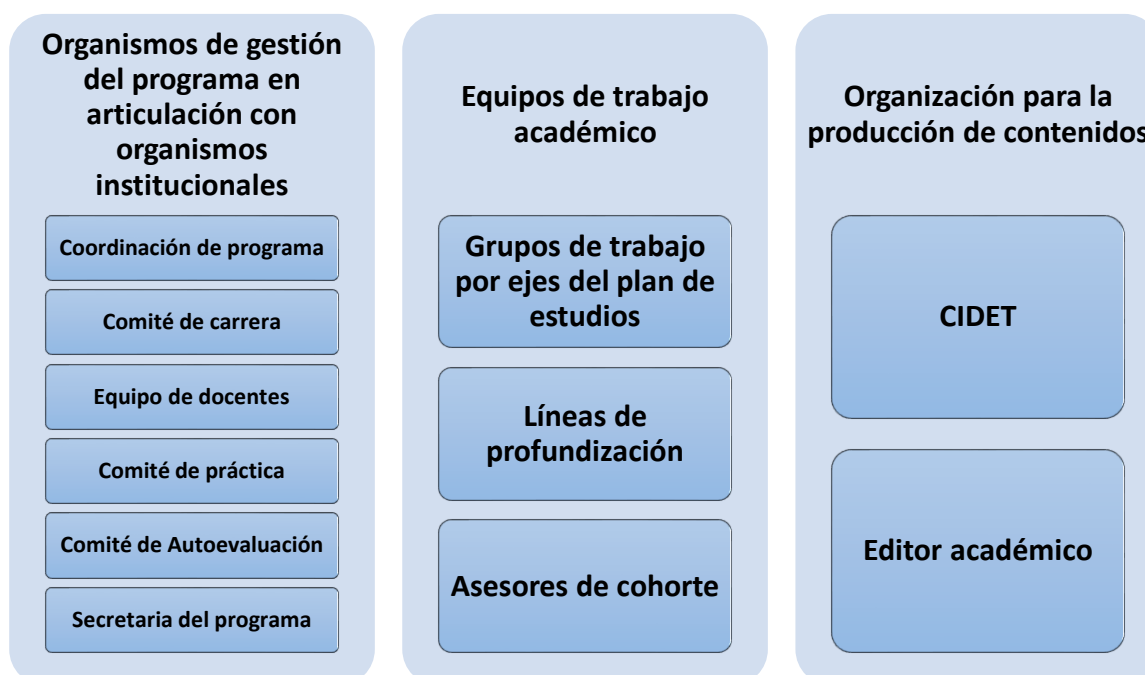 Organismos de gestión
del programa en
articulación con
organismos
institucionales
Coordinación de programa
Comité de carrera
Equipo de docentes
Comité de práctica
Comité de Autoevaluación
Secretaria del programa
Equipos de trabajo
académico
Grupos de trabajo
por ejes del plan de
estudios
Líneas de
profundización
Asesores de cohorte
Organización para la
producción de contenidos
CIDET
Editor académico